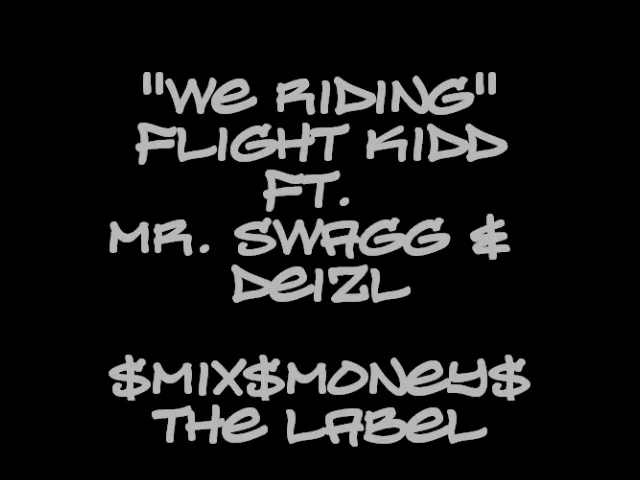 "We RIDING"
FLIGHT KIDD
FT.
MR. SWAGG &
DeIZL
$MIX$MONey$
THe LABeL